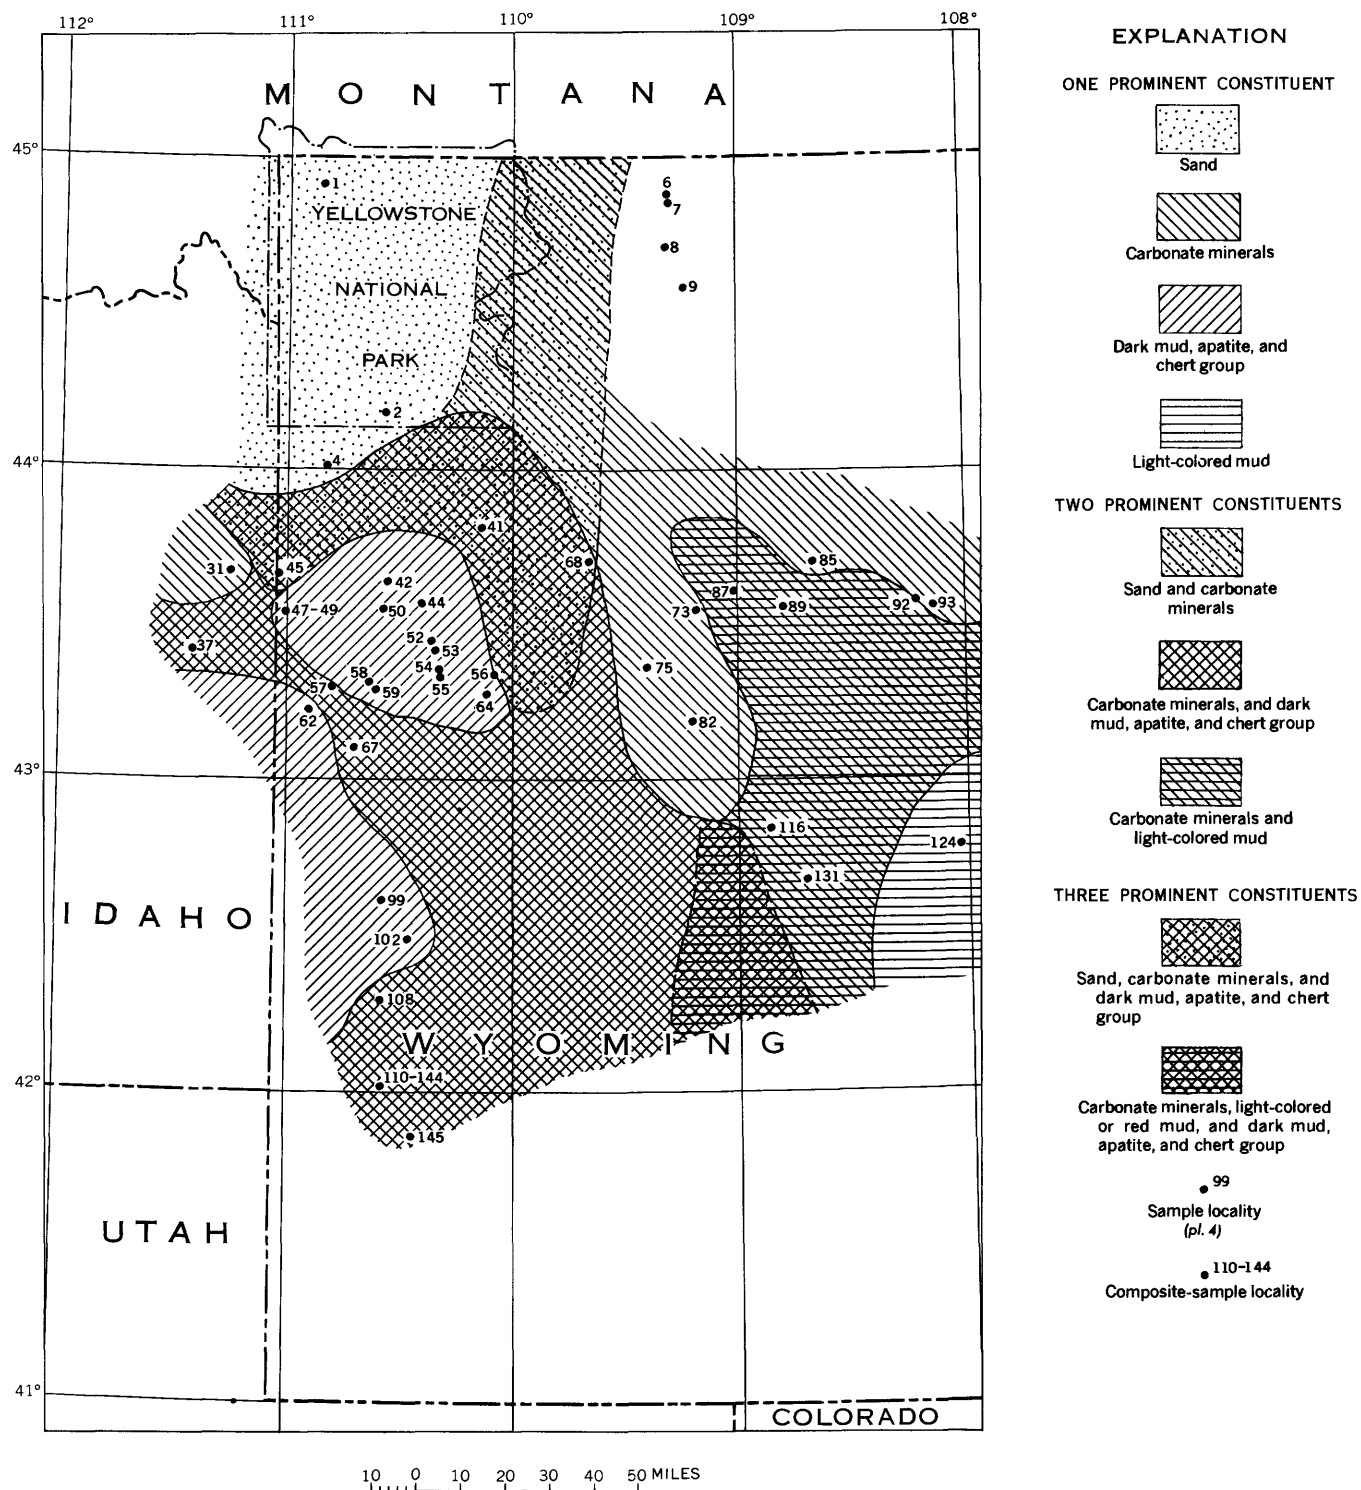 112° 111° 110° 109° 108°
MONTANA
45°
1
YELLOWSTONE
NATIONAL
PARK
2
6
7
8
9
44°
4
41
31
45
68
85
42
47-49
50
44
73
87
89
92
93
37
52
53
54
55
56
57
58
59
64
75
62
82
67
43°
116
124
131
IDAHO
99
102
108
WYOMING
42°
110-144
145
UTAH
41°
COLORADO
10 0 10 20 30 40 50 MILES
EXPLANATION
ONE PROMINENT CONSTITUENT
Sand
Carbonate minerals
Dark mud, apatite, and
chert group
Light-colored mud
TWO PROMINENT CONSTITUENTS
Sand and carbonate
minerals
Carbonate minerals, and dark
mud, apatite, and chert group
Carbonate minerals and
light-colored mud
THREE PROMINENT CONSTITUENTS
Sand, carbonate minerals, and
dark mud, apatite, and chert
group
Carbonate minerals, light-colored
or red mud, and dark mud,
apatite, and chert group
99
Sample locality
(pl. 4)
110-144
Composite-sample locality